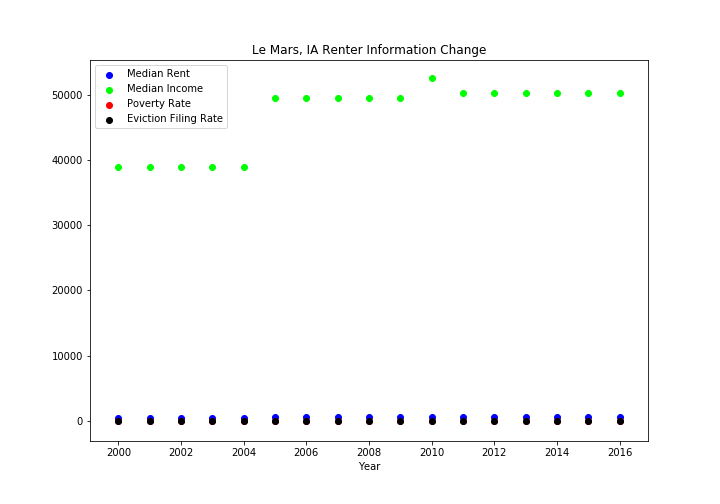 Le Mars, IA Renter Information Change
Median Rent
Median Income
Poverty Rate
Eviction Filing Rate
50000
40000
30000
20000
10000
0
2000 2002 2004 2006 2008 2010 2012 2014 2016
Year